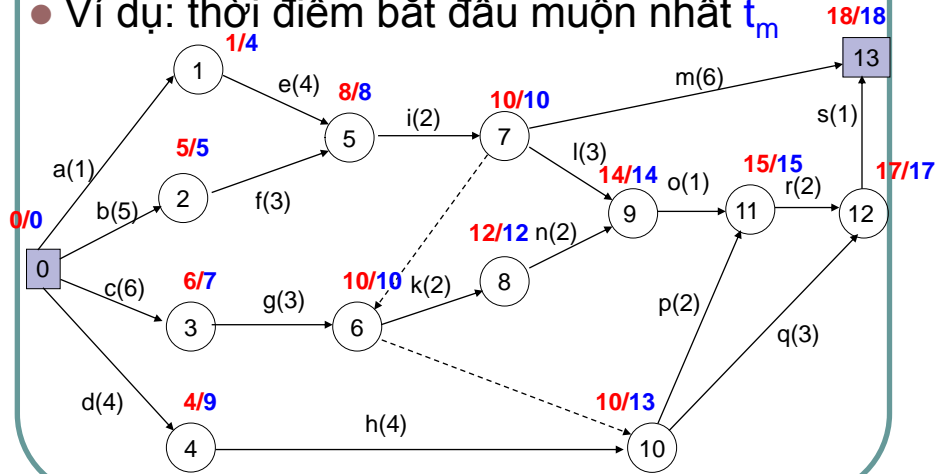 • Ví dụ: thời điểm bắt đầu muộn nhất tm
18/18
1/4
13
1
m(6)
e(4)
8/8
10/10
s(1)
i(2)
5
7
5/5
l(3)
15/15
a(1)
14/14
17/17
o(1)
r(2)
2
b(5)
f(3)
9
11
12
0/0
12/12
n(2)
0
6/7
10/10
k(2)
8
c(6)
g(3)
p(2)
3
6
q(3)
d(4)
4/9
10/13
h(4)
4
10